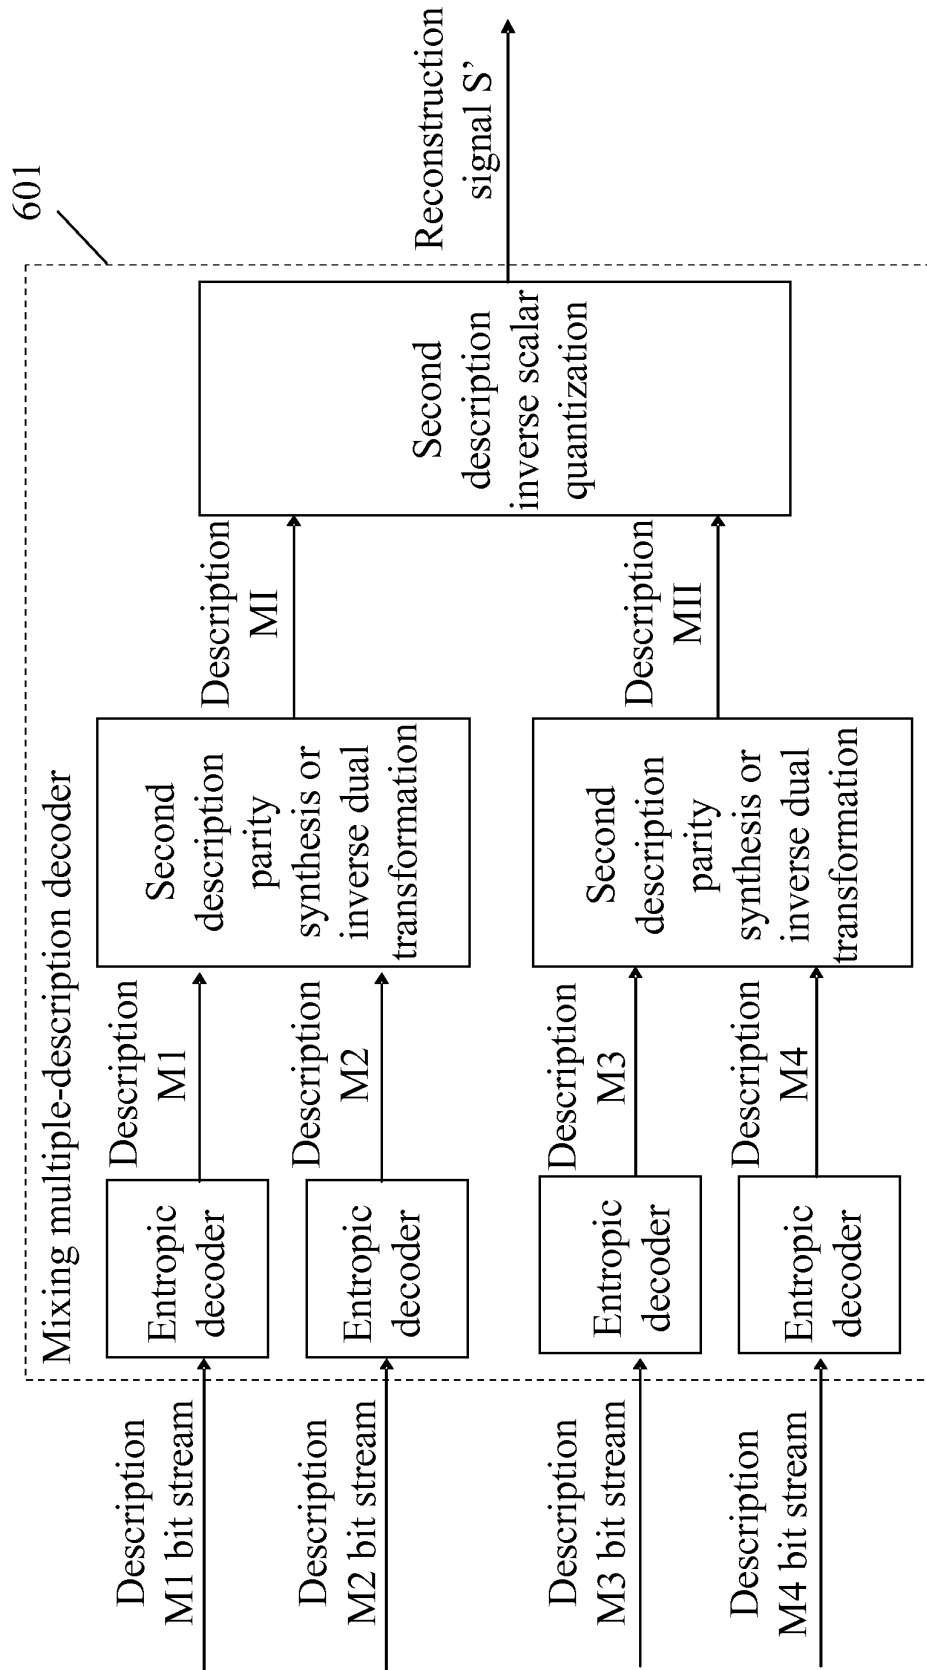 601
Mixing multiple-description decoder
Description
M1 bit stream
Entropic
decoder
Description
M1
Description
M2 bit stream
Entropic
decoder
Description
M2
Second
description
parity
synthesis or
inverse dual
transformation
Description
MI
Description
M3 bit stream
Entropic
decoder
Description
M3
Description
M4 bit stream
Entropic
decoder
Description
M4
Second
description
parity
synthesis or
inverse dual
transformation
Description
MII
Second
description
inverse scalar
quantization
Reconstruction
signal S’